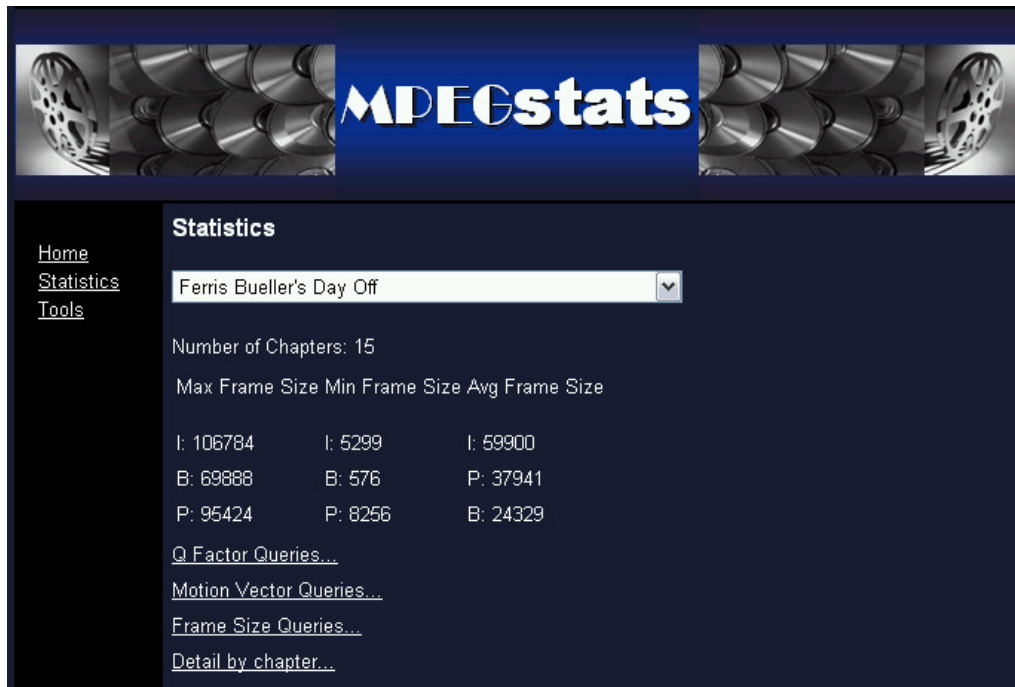 MPEGstats
Home
Statistics
Tools
Statistics
Ferris Bueller's Day Off
Number of Chapters: 15
Max Frame Size Min Frame Size Avg Frame Size
I: 106784 I: 5299 I: 59900
B: 69888 B: 576 P: 37941
P: 95424 P: 8256 B: 24329
Q Factor Queries...
Motion Vector Queries...
Frame Size Queries...
Detail by chapter...